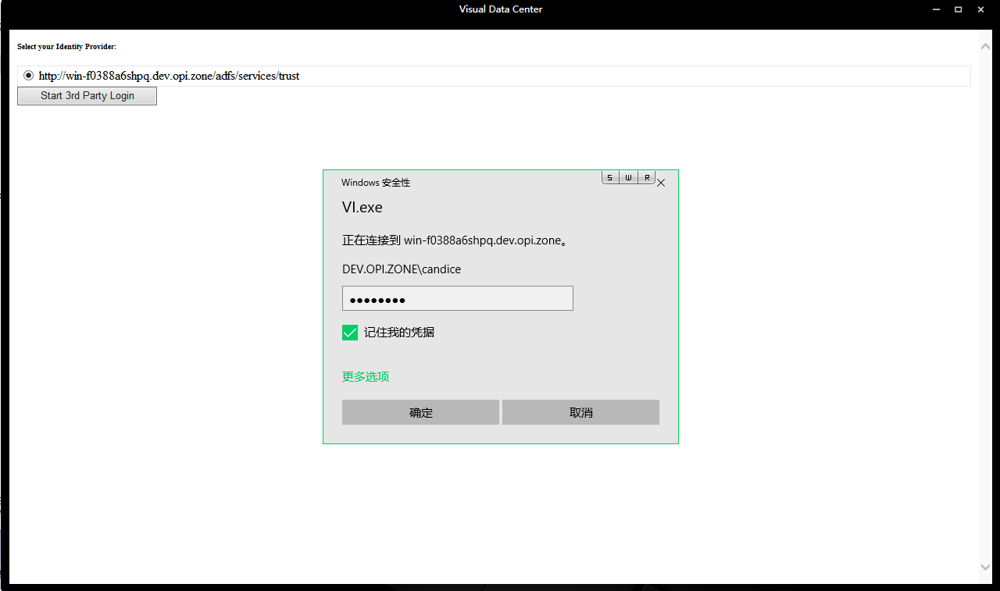 Visual Data Center
Select your Identity Provider:
http://win-f0388a6shpq.dev.opi.zone/adfs/services/trust
Start 3rd Party Login
Windows 安全性
S W R
VI.exe
正在连接到 win-f0388a6shpq.dev.opi.zone。
DEV.OPI.ZONE\candice
●●●●●●●●
记住我的凭据
更多选项
确定
取消